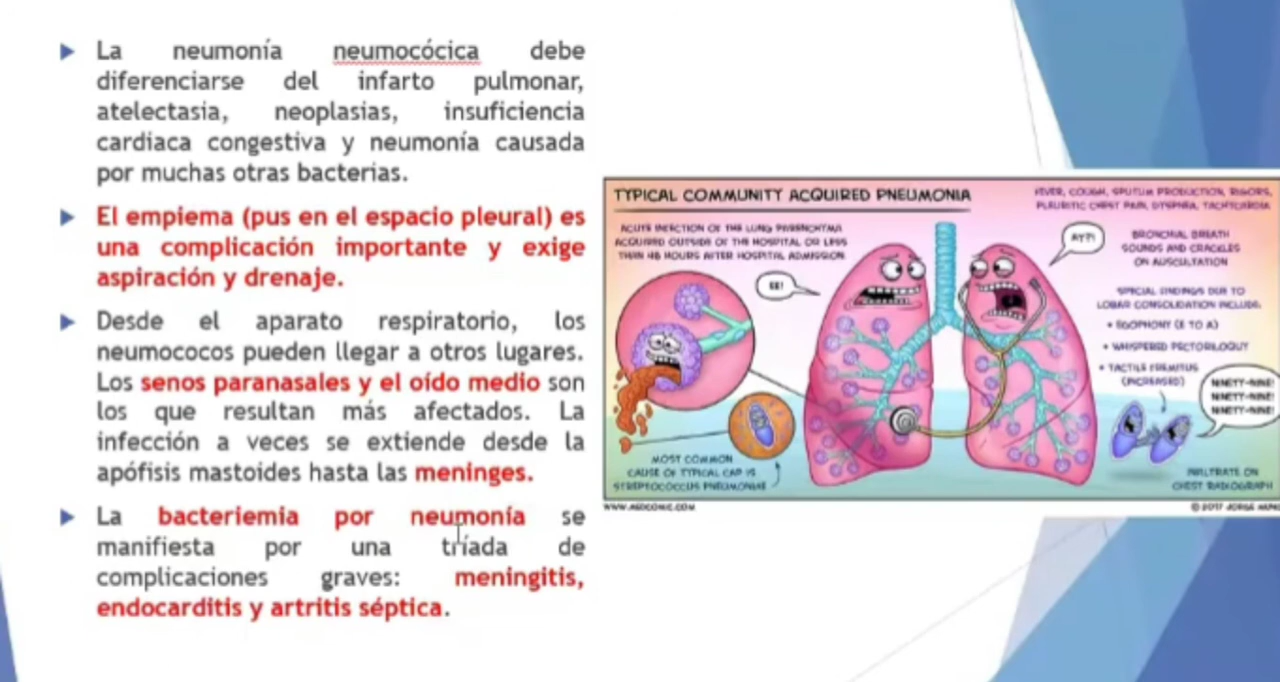 La neumonía neumocócica debe
diferenciarse del infarto pulmonar,
atelectasia, neoplasias, insuficiencia
cardiaca congestiva y neumonía causada
por muchas otras bacterias.
El empiema (pus en el espacio pleural) es
una complicación importante y exige
aspiración y drenaje.
Desde el aparato respiratorio, los
neumococos pueden llegar a otros lugares.
Los senos paranasales y el oído medio son
los que resultan más afectados. La
infección a veces se extiende desde la
apófisis mastoides hasta las meninges.
La bacteriemia por neumonía se
manifiesta por una tríada de
complicaciones graves: meningitis,
endocarditis y artritis séptica.
TYPICAL COMMUNITY ACQUIRED PNEUMONIA
FEVER, COUGH, SPUTUM PRODUCTION, RIGORS,
PLEURITIC CHEST PAIN, DYSPNEA, TACHYCARDIA
ACUTE INFECTION OF THE LUNG PARENCHYMA
ACQUIRED OUTSIDE OF THE HOSPITAL OR LESS
THAN 48 HOURS AFTER HOSPITAL ADMISSION
EE!
AY?!
BRONCHIAL BREATH
SOUNDS AND CRACKLES
ON AUSCULTATION
SPECIAL FINDINGS DUE TO
LOBAR CONSOLIDATION INCLUDE:
• EGOPHONY (E TO A)
• WHISPERED PECTORILOQUY
• TACTILE FREMITUS
(INCREASED)
NINETY-NINE!
NINETY-NINE!
NINETY-NINE!
MOST COMMON
CAUSE OF TYPICAL CAP IS
STREPTOCOCCUS PNEUMONIAE
INFILTRATE ON
CHEST RADIOGRAPH
WWW.MEDCOMIC.COM
© 2017 JORGE